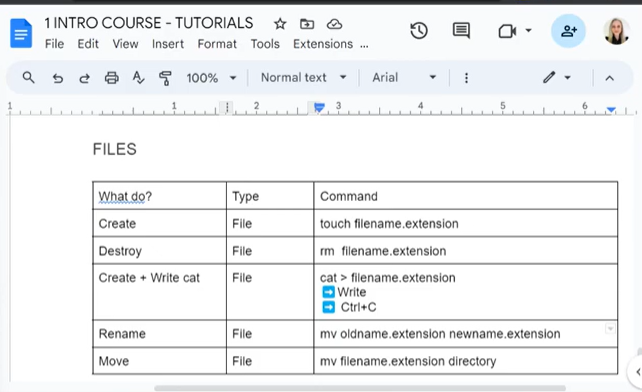 1 INTRO COURSE - TUTORIALS
File Edit View Insert Format Tools Extensions ...
100% Normal text Arial
1 1 2 3 4 5 6
FILES
What do? Type Command
Create File touch filename.extension
Destroy File rm filename.extension
Create + Write cat File cat > filename.extension
Write
Ctrl+C
Rename File mv oldname.extension newname.extension
Move File mv filename.extension directory